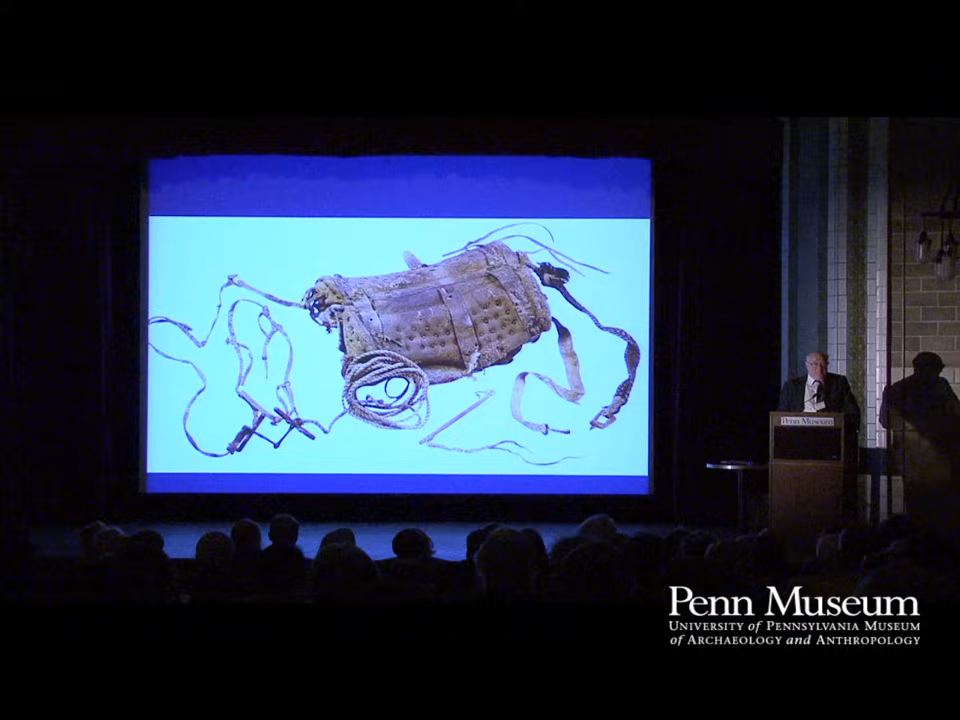 Penn Museum
Penn Museum
UNIVERSITY of PENNSYLVANIA MUSEUM
of ARCHAEOLOGY and ANTHROPOLOGY